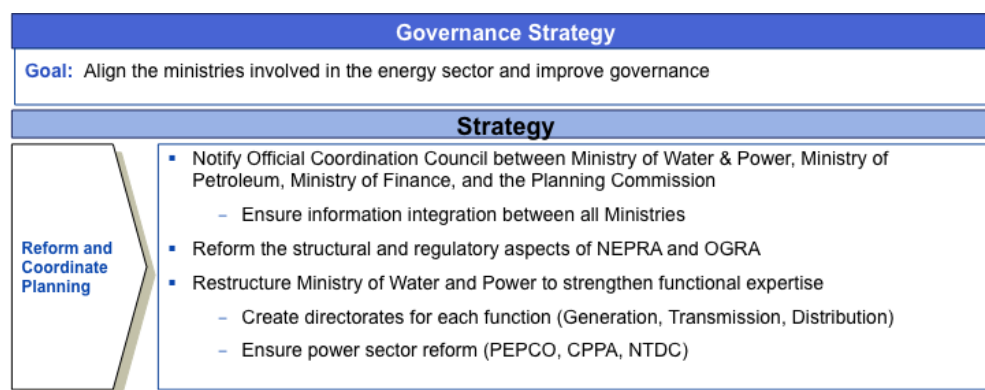 Governance Strategy
Goal: Align the ministries involved in the energy sector and improve governance
Strategy
Reform and
Coordinate
Planning
▪ Notify Official Coordination Council between Ministry of Water & Power, Ministry of
Petroleum, Ministry of Finance, and the Planning Commission
– Ensure information integration between all Ministries
▪ Reform the structural and regulatory aspects of NEPRA and OGRA
▪ Restructure Ministry of Water and Power to strengthen functional expertise
– Create directorates for each function (Generation, Transmission, Distribution)
– Ensure power sector reform (PEPCO, CPPA, NTDC)